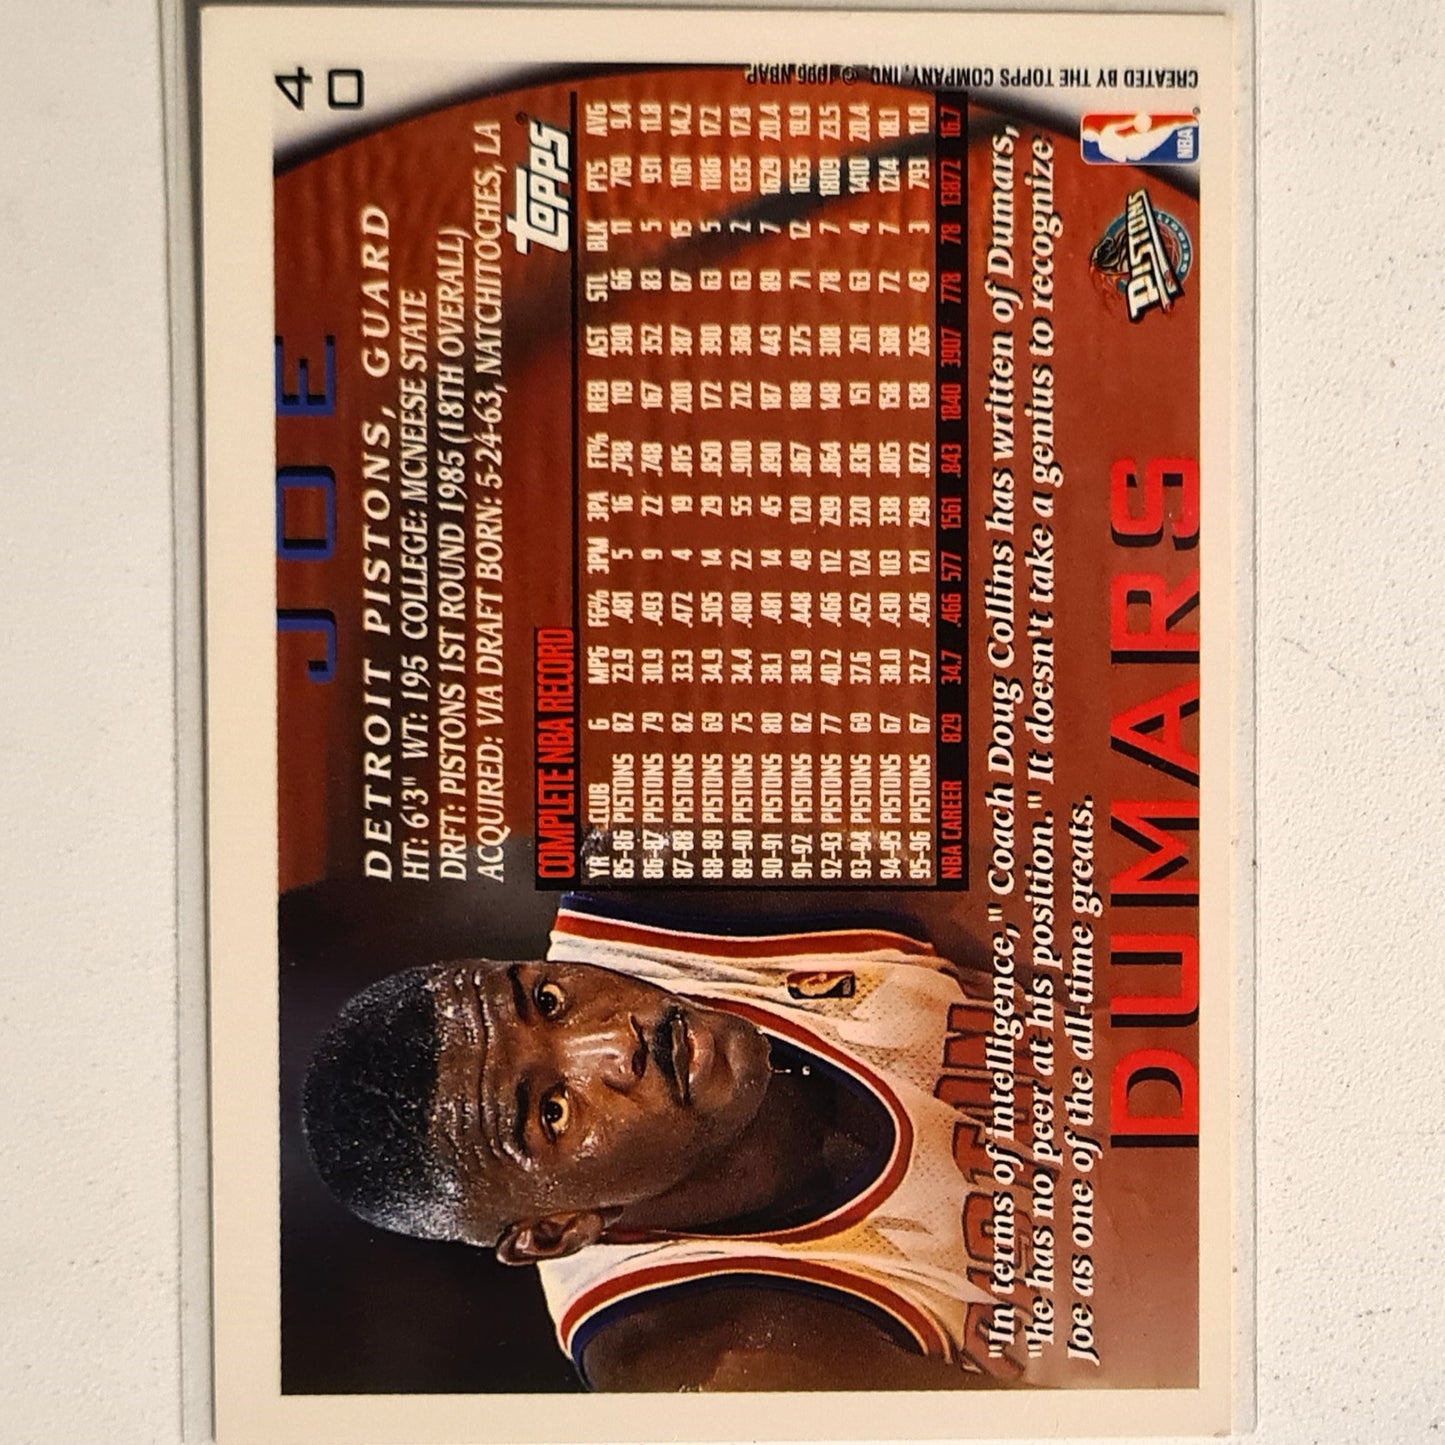 40
JOE
DETROIT PISTONS, GUARD
HT: 6'3" WT: 195 COLLEGE: MCNEESE STATE
DRFT: PISTONS 1ST ROUND 1985 (18TH OVERALL)
ACQUIRED: VIA DRAFT BORN: 5-24-63, NATCHITOCHES, LA
TOPPS®
COMPLETE NBA RECORD
YR CLUB G MPG FG% 3PM 3PA FT% REB AST STL BLK PTS AVG
85-86 PISTONS 82 23.9 .481 5 16 .798 119 390 66 11 769 9.4
86-87 PISTONS 79 30.9 .493 9 22 .748 167 352 83 5 931 11.8
87-88 PISTONS 82 33.3 .472 4 19 .815 200 387 87 15 1161 14.2
88-89 PISTONS 69 34.9 .505 14 29 .850 172 390 63 5 1186 17.2
89-90 PISTONS 75 34.4 .480 22 55 .900 212 368 63 2 1335 17.8
90-91 PISTONS 80 38.1 .481 14 45 .890 187 443 89 7 1629 20.4
91-92 PISTONS 82 38.9 .448 49 120 .867 188 375 71 12 1635 19.9
92-93 PISTONS 77 40.2 .466 112 299 .864 148 308 78 7 1809 23.5
93-94 PISTONS 69 37.6 .452 124 320 .836 151 261 63 4 1410 20.4
94-95 PISTONS 67 38.0 .430 103 338 .805 158 368 72 7 1214 18.1
95-96 PISTONS 67 32.7 .426 121 298 .822 138 265 43 3 793 11.8
NBA CAREER 829 34.7 .466 577 1561 .843 1840 3907 778 78 13872 16.7
"In terms of intelligence," Coach Doug Collins has written of Dumars,
"he has no peer at his position." It doesn't take a genius to recognize
Joe as one of the all-time greats.
DUMARS
PISTONS
NBA
CREATED BY THE TOPPS COMPANY, INC. © 1996 NBAP